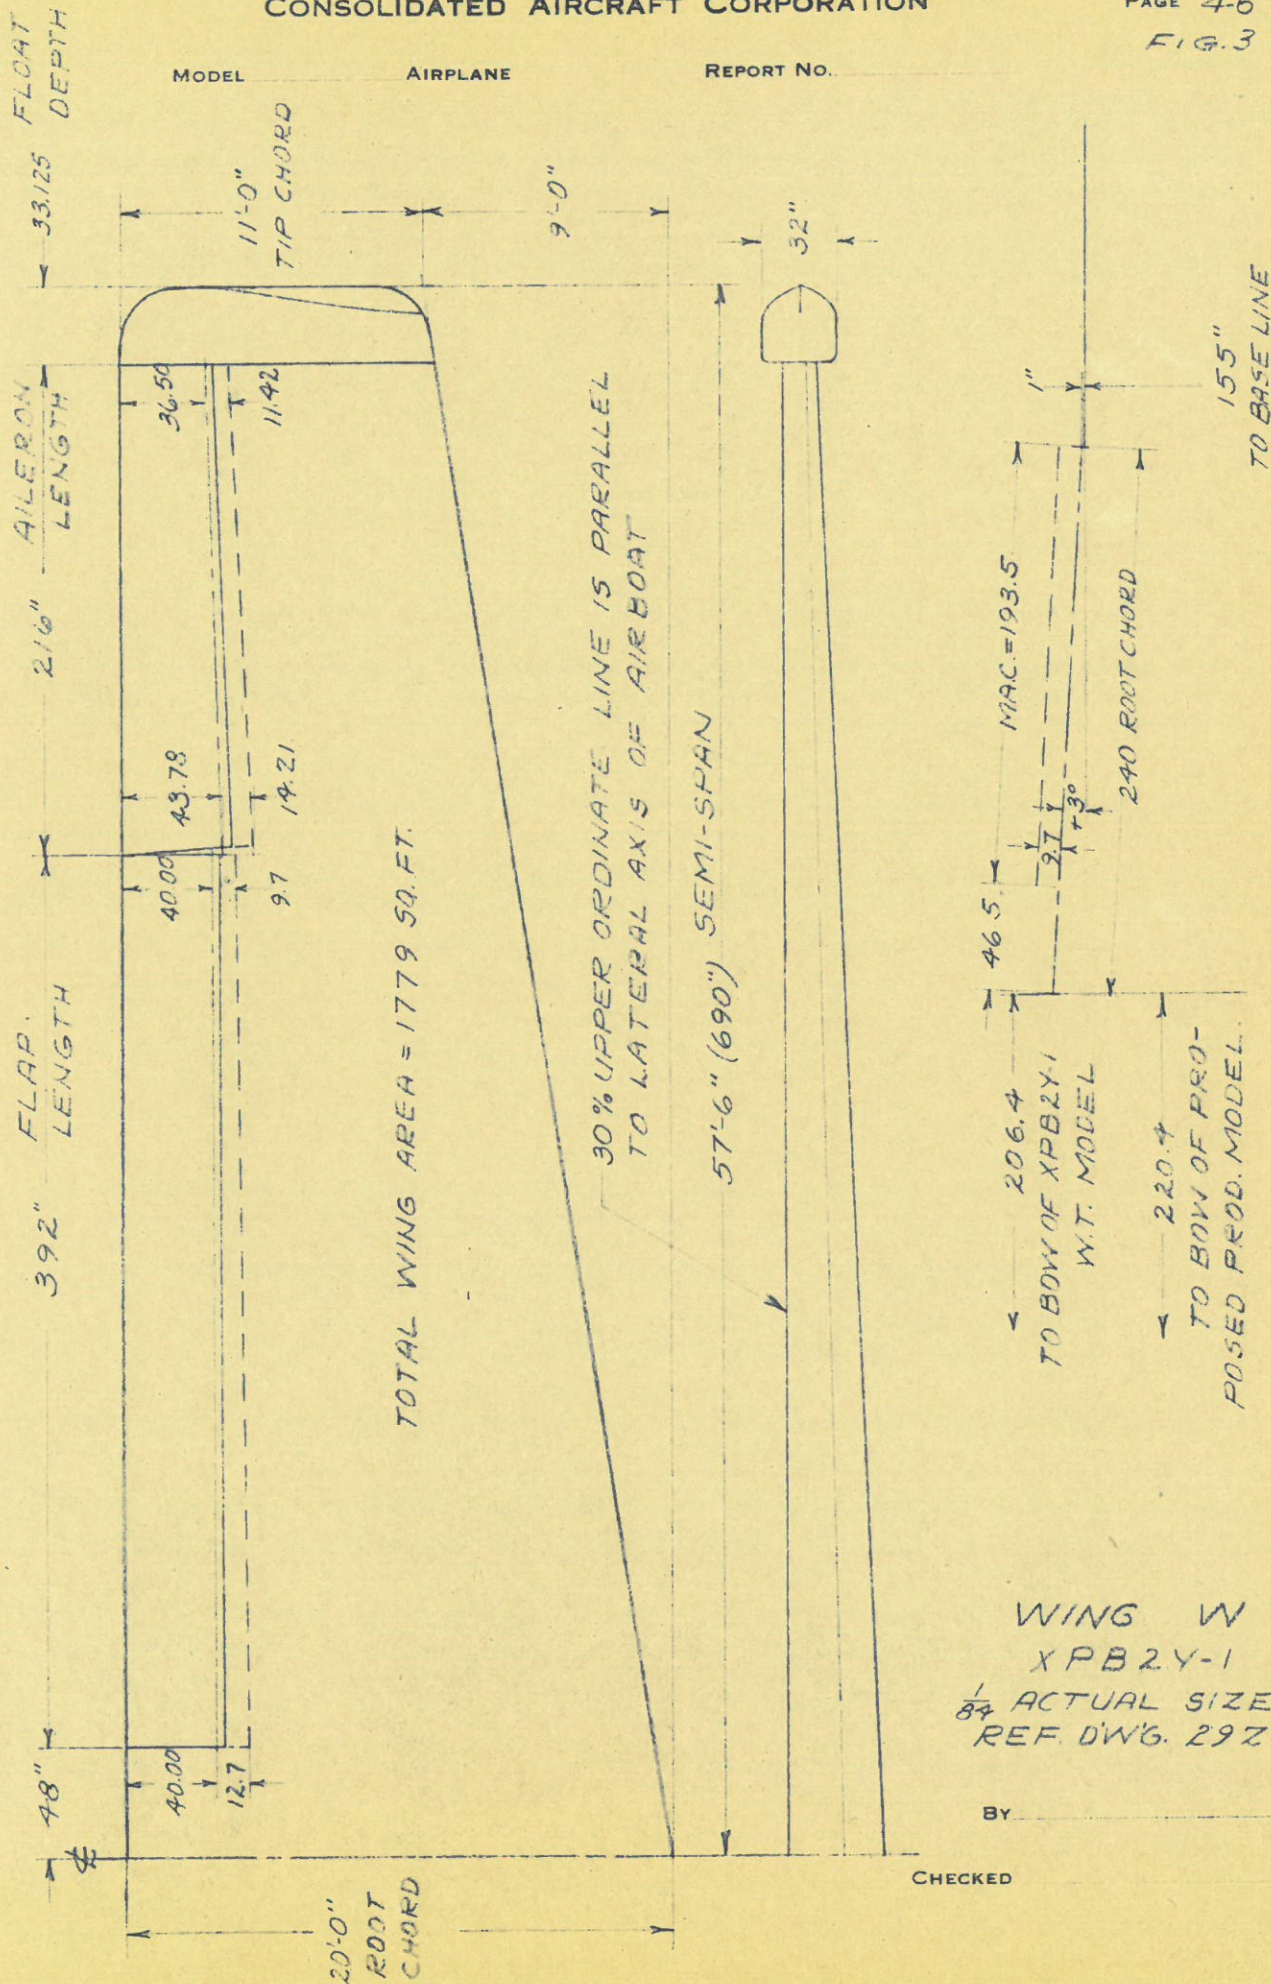 CONSOLIDATED AIRCRAFT CORPORATION
PAGE 4-6
FIG. 3
MODEL
AIRPLANE
REPORT NO.
33.125 FLOAT
DEPTH
216" AILERON
LENGTH
392" FLAP.
LENGTH
48"
℄
11'-0"
TIP CHORD
9'-0"
36.50
11.42
43.78
14.21
40.00
9.7
40.00
12.7
20'-0"
ROOT
CHORD
TOTAL WING AREA = 1779 SQ. FT.
30% UPPER ORDINATE LINE IS PARALLEL
TO LATERAL AXIS OF AIRBOAT
57'-6" (690") SEMI-SPAN
32"
1"
155"
TO BASE LINE
M.A.C.=193.5
46.5
9.7
+3°
240 ROOT CHORD
206.4
TO BOW OF XPB2Y-1
W.T. MODEL
220.4
TO BOW OF PRO-
POSED PROD. MODEL.
WING W
XPB2Y-1
1/84 ACTUAL SIZE
REF. DW'G. 29Z
BY
CHECKED